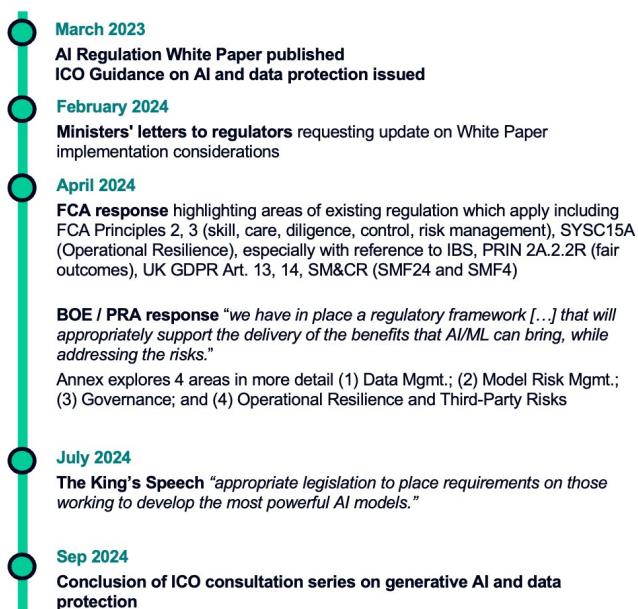 March 2023
AI Regulation White Paper published
ICO Guidance on AI and data protection issued
February 2024
Ministers' letters to regulators requesting update on White Paper
implementation considerations
April 2024
FCA response highlighting areas of existing regulation which apply including
FCA Principles 2, 3 (skill, care, diligence, control, risk management), SYSC15A
(Operational Resilience), especially with reference to IBS, PRIN 2A.2.2R (fair
outcomes), UK GDPR Art. 13, 14, SM&CR (SMF24 and SMF4)
BOE / PRA response “we have in place a regulatory framework […] that will
appropriately support the delivery of the benefits that AI/ML can bring, while
addressing the risks.”
Annex explores 4 areas in more detail (1) Data Mgmt.; (2) Model Risk Mgmt.;
(3) Governance; and (4) Operational Resilience and Third-Party Risks
July 2024
The King’s Speech “appropriate legislation to place requirements on those
working to develop the most powerful AI models.”
Sep 2024
Conclusion of ICO consultation series on generative AI and data
protection